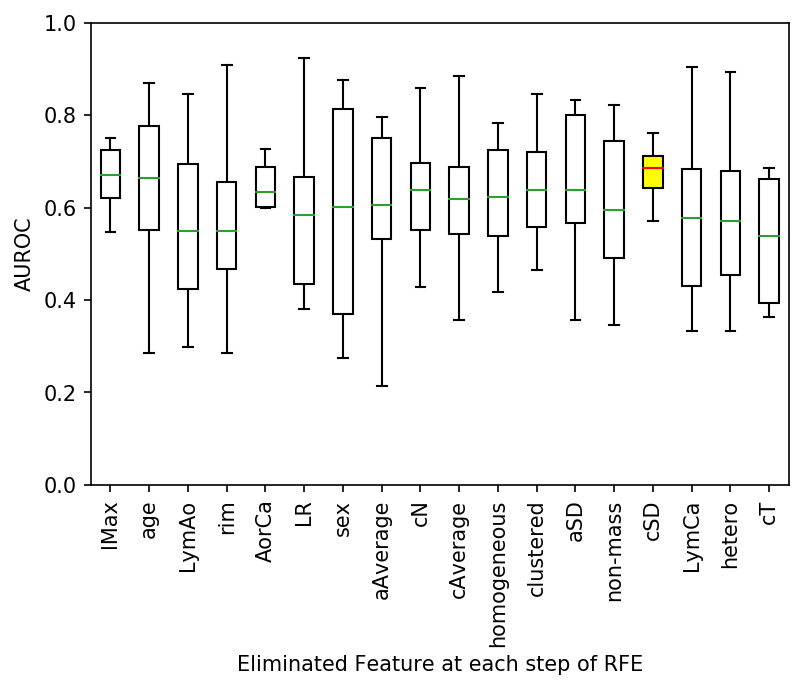 1.0
0.8
0.6
0.4
0.2
0.0
AUROC
IMax
age
LymAo
rim
AorCa
LR
sex
aAverage
cN
cAverage
homogeneous
clustered
aSD
non-mass
cSD
LymCa
hetero
cT
Eliminated Feature at each step of RFE